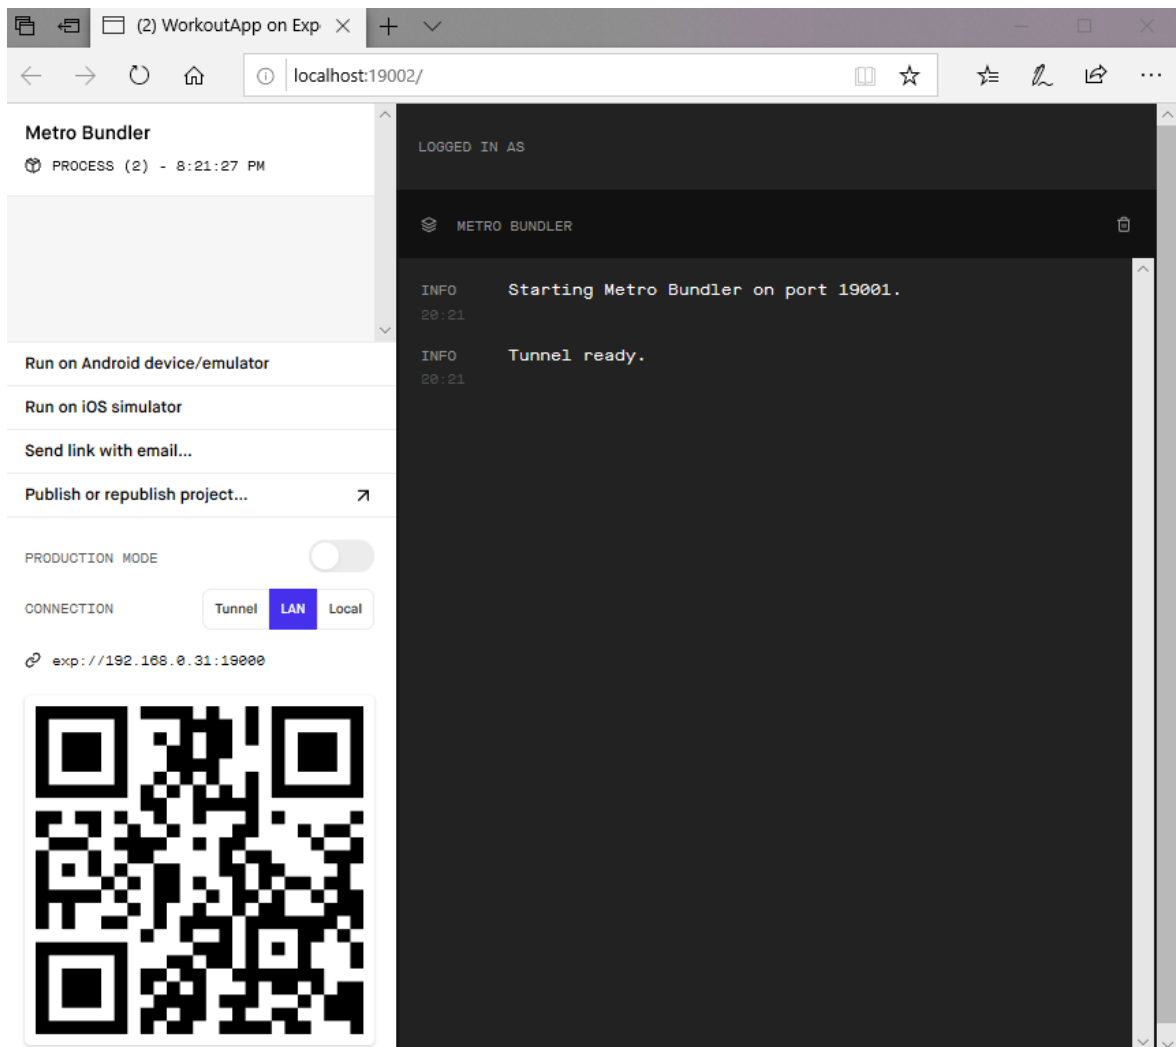 (2) WorkoutApp on Exp
localhost:19002/
Metro Bundler
PROCESS (2) - 8:21:27 PM
Run on Android device/emulator
Run on iOS simulator
Send link with email...
Publish or republish project...
PRODUCTION MODE
CONNECTION
Tunnel LAN Local
exp://192.168.0.31:19000
LOGGED IN AS
METRO BUNDLER
INFO Starting Metro Bundler on port 19001.
20:21
INFO Tunnel ready.
20:21